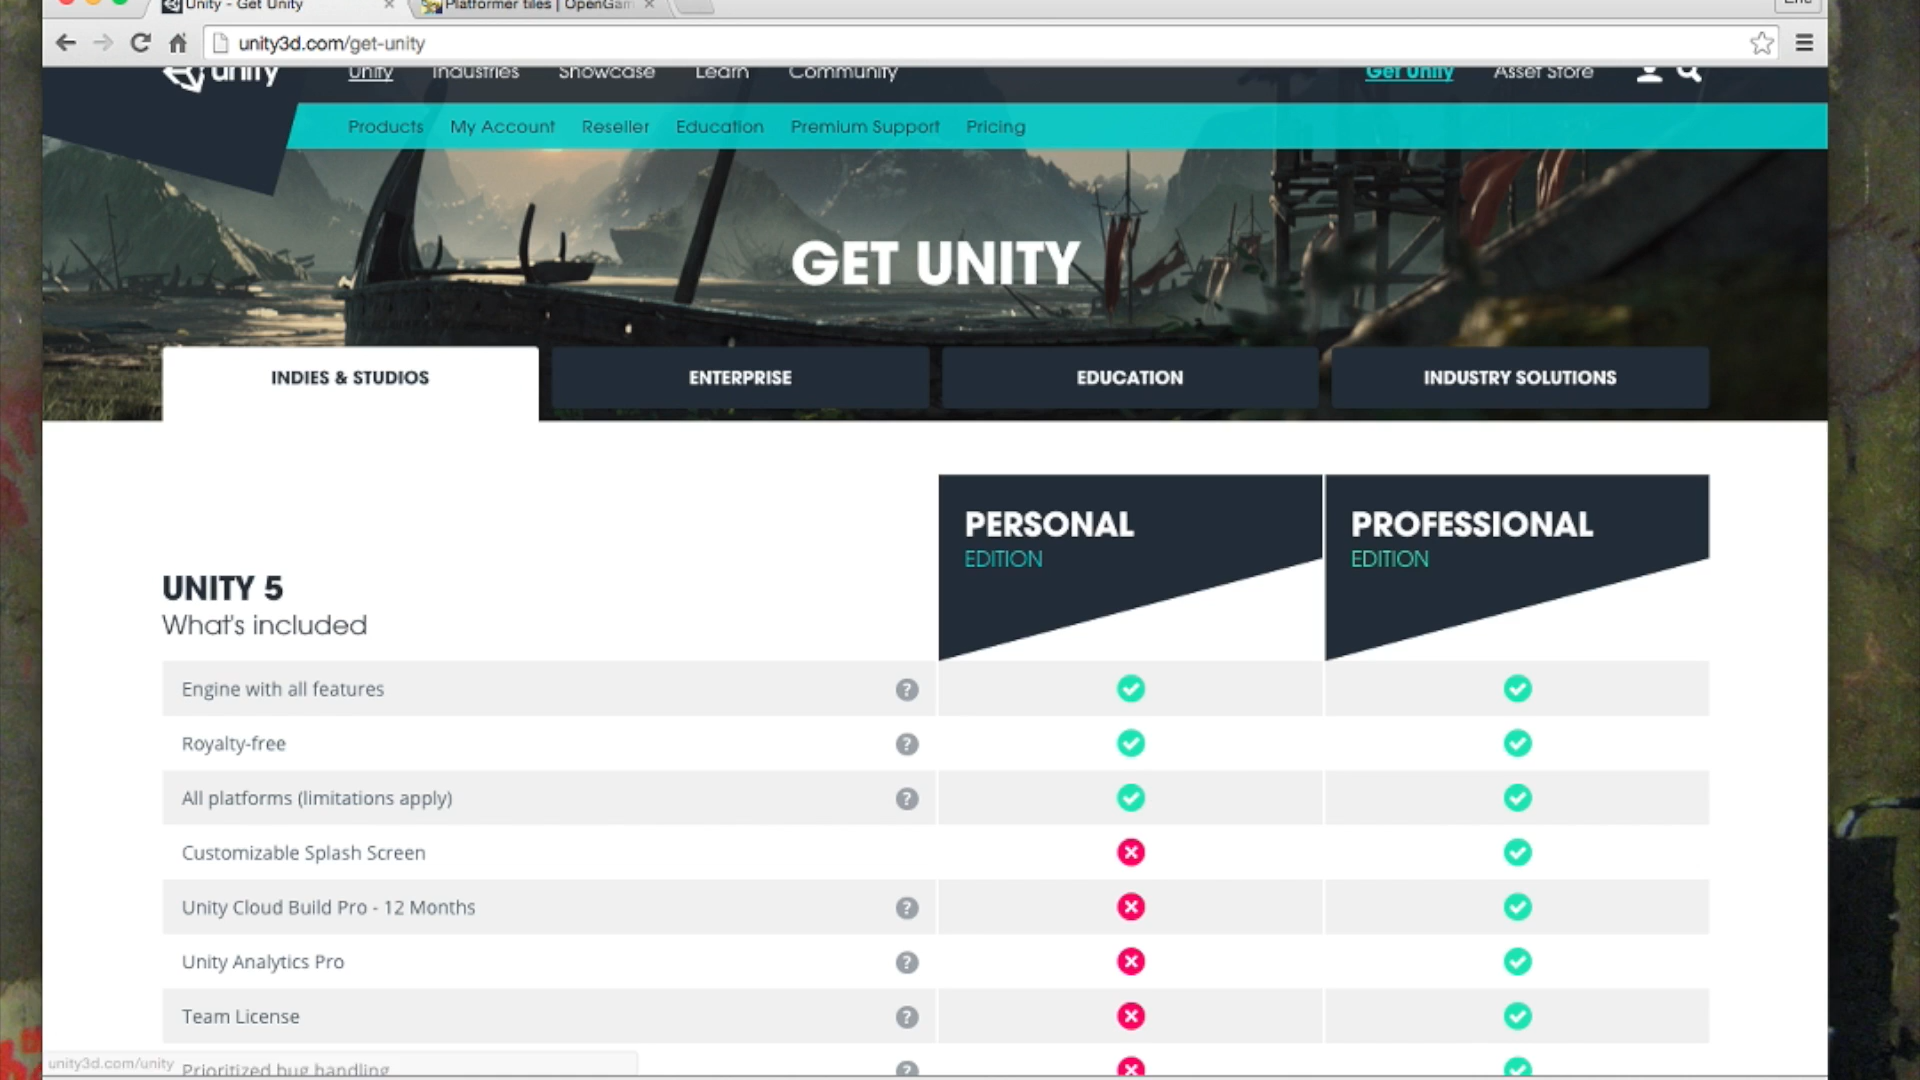 Unity - Get Unity
Platformer tiles | OpenGam
Eric
unity3d.com/get-unity
unity Unity Industries Showcase Learn Community Get Unity Asset Store
Products My Account Reseller Education Premium Support Pricing
GET UNITY
INDIES & STUDIOS ENTERPRISE EDUCATION INDUSTRY SOLUTIONS
PERSONAL
EDITION
PROFESSIONAL
EDITION
UNITY 5
What's included
Engine with all features ?
Royalty-free ?
All platforms (limitations apply) ?
Customizable Splash Screen
Unity Cloud Build Pro - 12 Months ?
Unity Analytics Pro ?
Team License ?
Prioritized bug handling ?
unity3d.com/unity